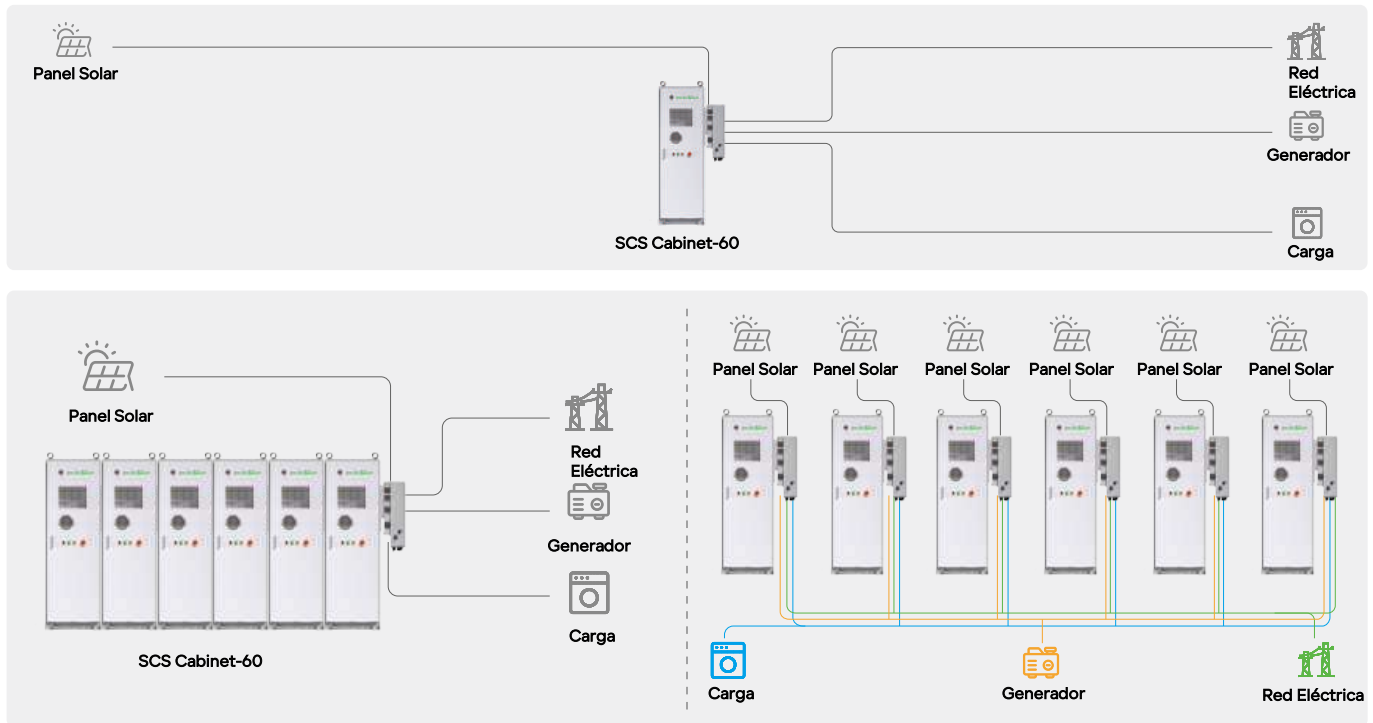 Panel Solar
Red
Eléctrica
Generador
SCS Cabinet-60
Carga
Panel Solar
Red
Eléctrica
Generador
Carga
SCS Cabinet-60
Panel Solar
Panel Solar
Panel Solar
Panel Solar
Panel Solar
Panel Solar
Carga
Generador
Red Eléctrica